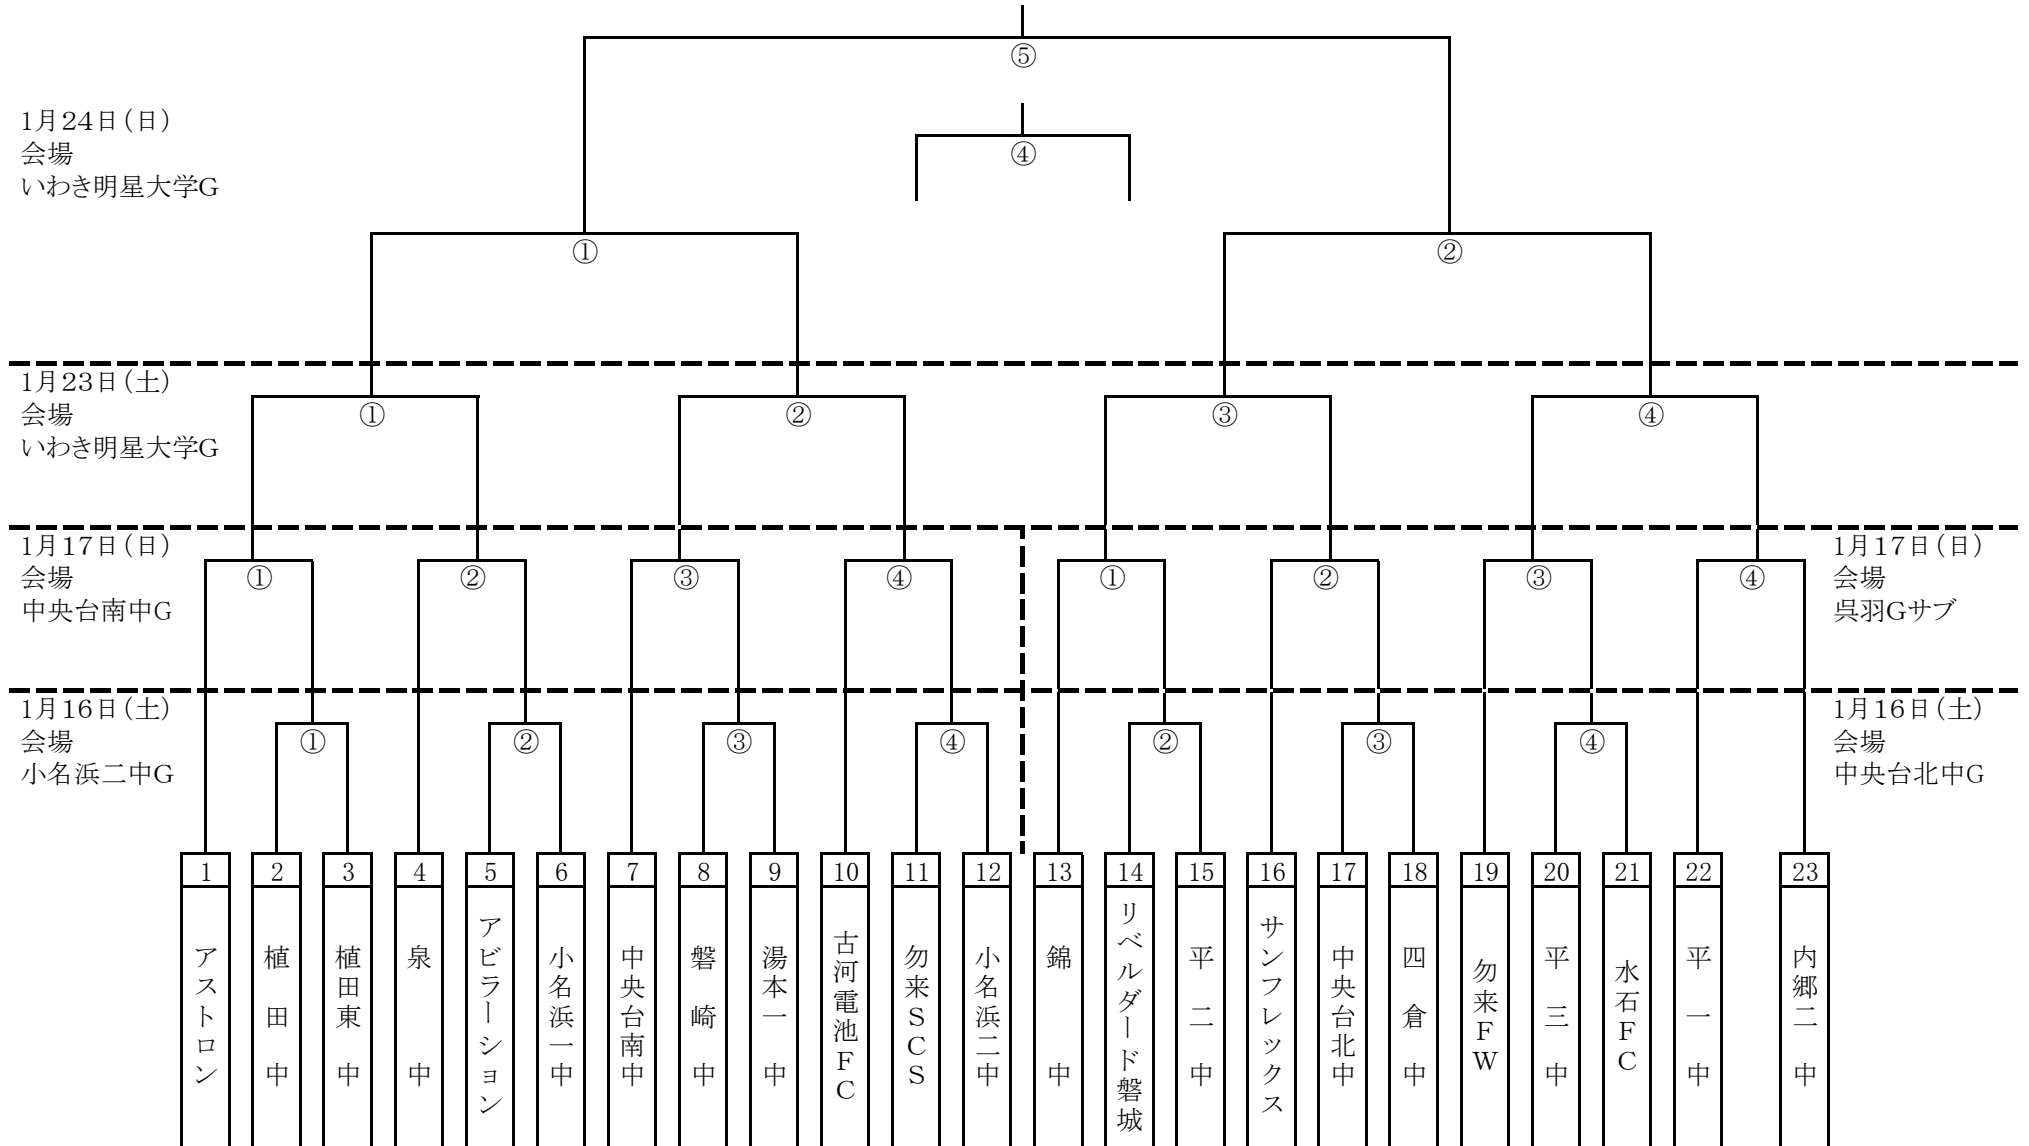 ⑤
1月24日(日)
会場
いわき明星大学G
④
①
②
1月23日(土)
会場
いわき明星大学G
①
②
③
④
1月17日(日)
会場
中央台南中G
①
②
③
④
①
②
③
④
1月17日(日)
会場
呉羽Gサブ
1月16日(土)
会場
小名浜二中G
①
②
③
④
②
③
④
1月16日(土)
会場
中央台北中G
1
2
3
4
5
6
7
8
9
10
11
12
13
14
15
16
17
18
19
20
21
22
23
アストロン
植田中
植田東中
泉中
アビラーション
小名浜一中
中央台南中
磐崎中
湯本一中
古河電池FC
勿来SCS
小名浜二中
錦中
リベルダード磐城
平二中
サンフレックス
中央台北中
四倉中
勿来FW
平三中
水石FC
平一中
内郷二中